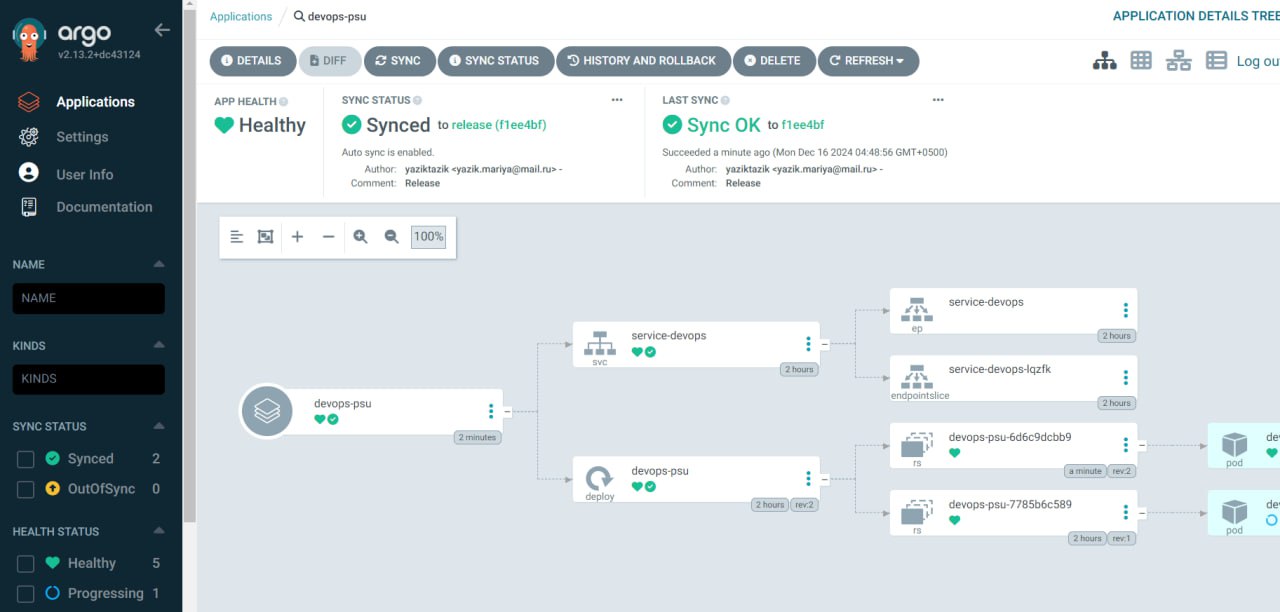 argo
v2.13.2+dc43124
Applications
Settings
User Info
Documentation
NAME
NAME
KINDS
KINDS
SYNC STATUS
Synced 2
OutOfSync 0
HEALTH STATUS
Healthy 5
Progressing 1
Applications / devops-psu
APPLICATION DETAILS TREE
DETAILS DIFF SYNC SYNC STATUS HISTORY AND ROLLBACK DELETE REFRESH
Log ou
APP HEALTH
Healthy
SYNC STATUS
Synced to release (f1ee4bf)
Auto sync is enabled.
Author: yaziktazik <yazik.mariya@mail.ru> -
Comment: Release
LAST SYNC
Sync OK to f1ee4bf
Succeeded a minute ago (Mon Dec 16 2024 04:48:56 GMT+0500)
Author: yaziktazik <yazik.mariya@mail.ru> -
Comment: Release
100%
devops-psu
2 minutes
service-devops
svc
2 hours
devops-psu
deploy
2 hours rev:2
service-devops
ep
2 hours
service-devops-lqzfk
endpointslice
2 hours
devops-psu-6d6c9dcbb9
rs
a minute rev:2
devops-psu-7785b6c589
rs
2 hours rev:1
dev
pod
dev
pod